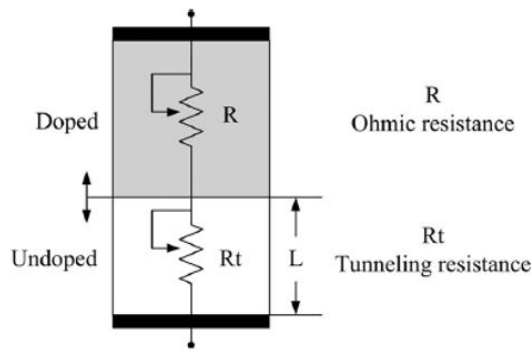 Doped
R
R
Ohmic resistance
Undoped
Rt
L
Rt
Tunneling resistance